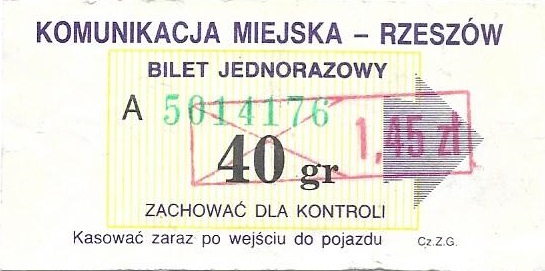 KOMUNIKACJA MIEJSKA – RZESZÓW
BILET JEDNORAZOWY
A 5014176
1,45 zł
40 gr
ZACHOWAĆ DLA KONTROLI
Kasować zaraz po wejściu do pojazdu Cz.Z.G.